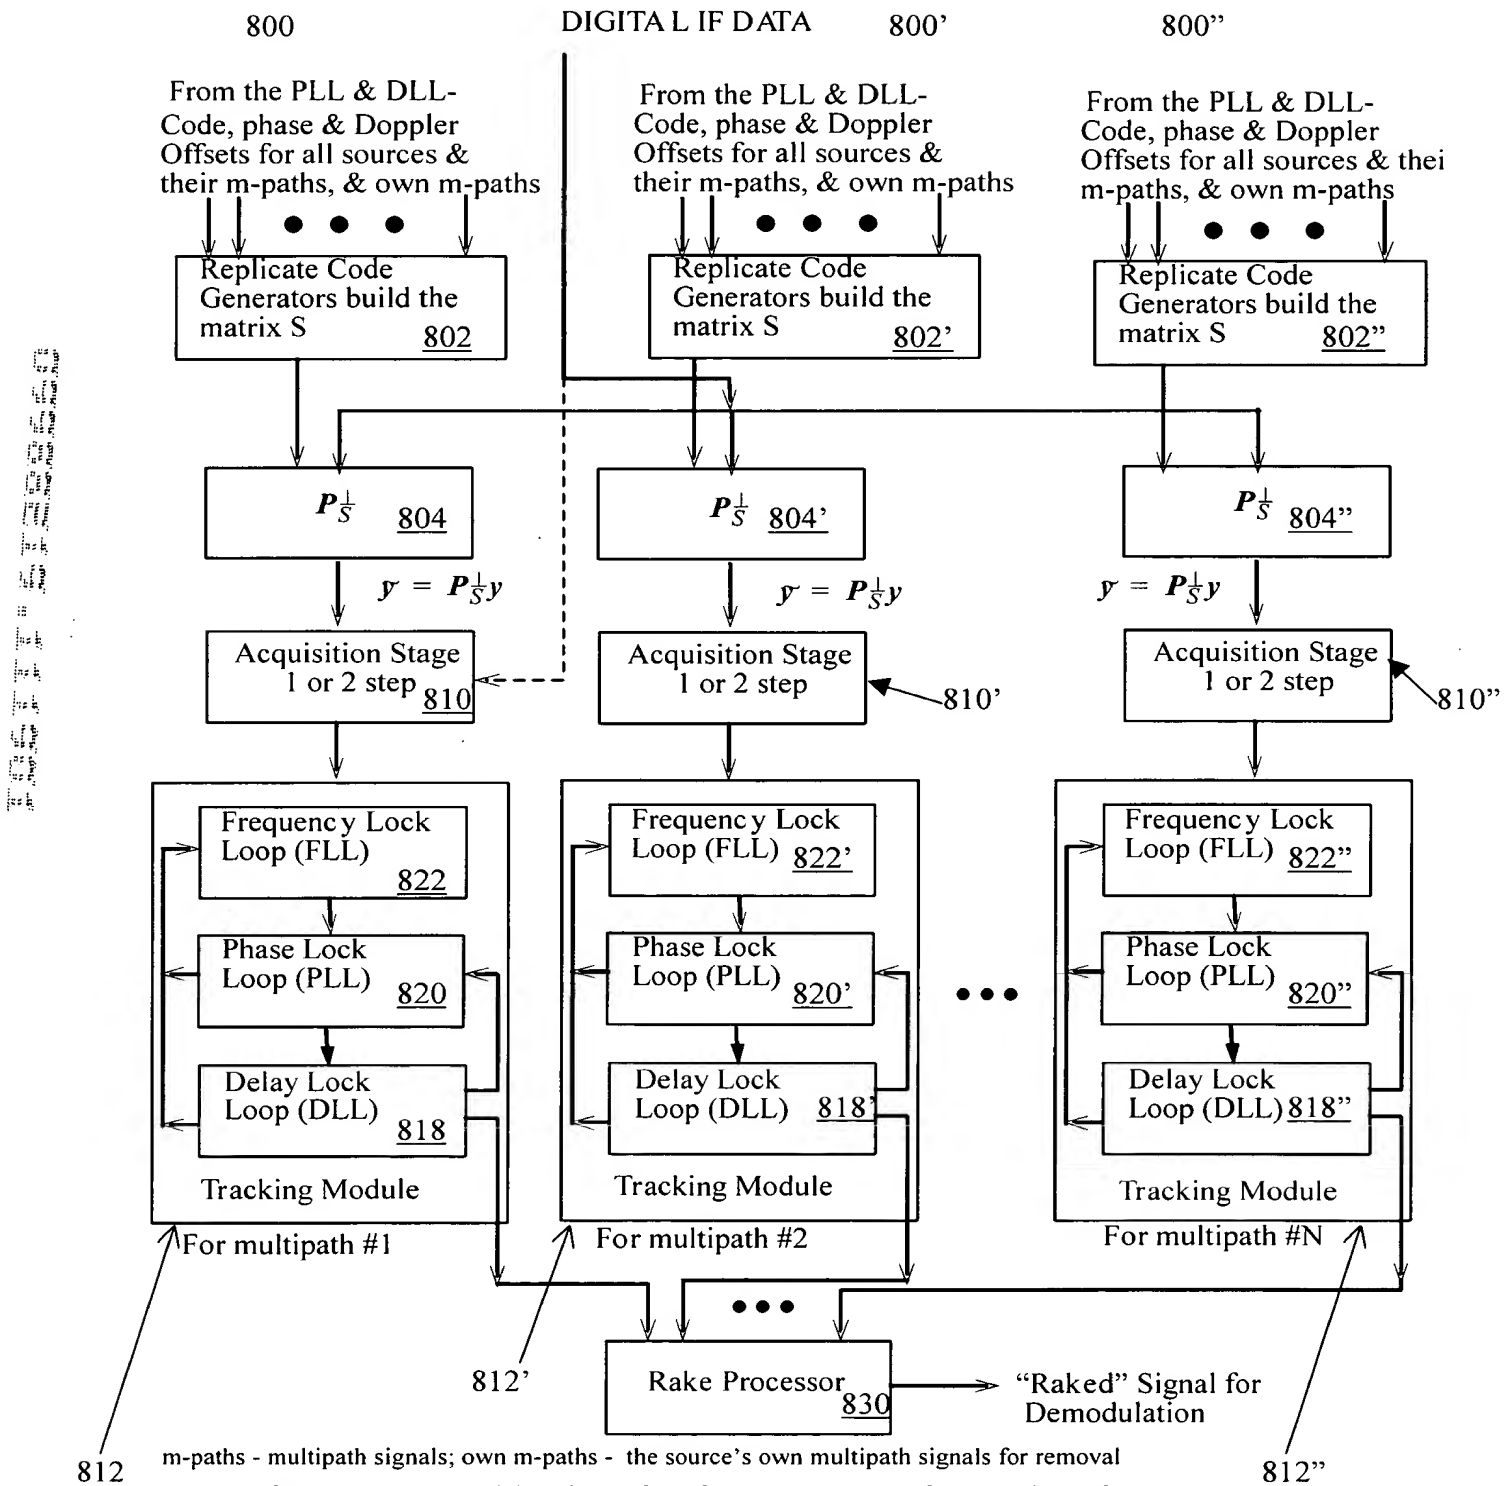 800
DIGITAL IF DATA
800’
800”
From the PLL & DLL-
Code, phase & Doppler
Offsets for all sources &
their m-paths, & own m-paths
From the PLL & DLL-
Code, phase & Doppler
Offsets for all sources &
their m-paths, & own m-paths
From the PLL & DLL-
Code, phase & Doppler
Offsets for all sources & thei
m-paths, & own m-paths
Replicate Code
Generators build the
matrix S
802
Replicate Code
Generators build the
matrix S
802’
Replicate Code
Generators build the
matrix S
802”
P⊥S
804
P⊥S
804’
P⊥S
804”
y = P⊥S y
y = P⊥S y
y = P⊥S y
Acquisition Stage
1 or 2 step
810
Acquisition Stage
1 or 2 step
810’
Acquisition Stage
1 or 2 step
810”
Frequency Lock
Loop (FLL)
822
Phase Lock
Loop (PLL)
820
Delay Lock
Loop (DLL)
818
Tracking Module
For multipath #1
Frequency Lock
Loop (FLL)
822’
Phase Lock
Loop (PLL)
820’
Delay Lock
Loop (DLL)
818’
Tracking Module
For multipath #2
Frequency Lock
Loop (FLL)
822”
Phase Lock
Loop (PLL)
820”
Delay Lock
Loop (DLL)
818”
Tracking Module
For multipath #N
812
812’
812”
Rake Processor
830
“Raked” Signal for
Demodulation
m-paths - multipath signals; own m-paths - the source’s own multipath signals for removal